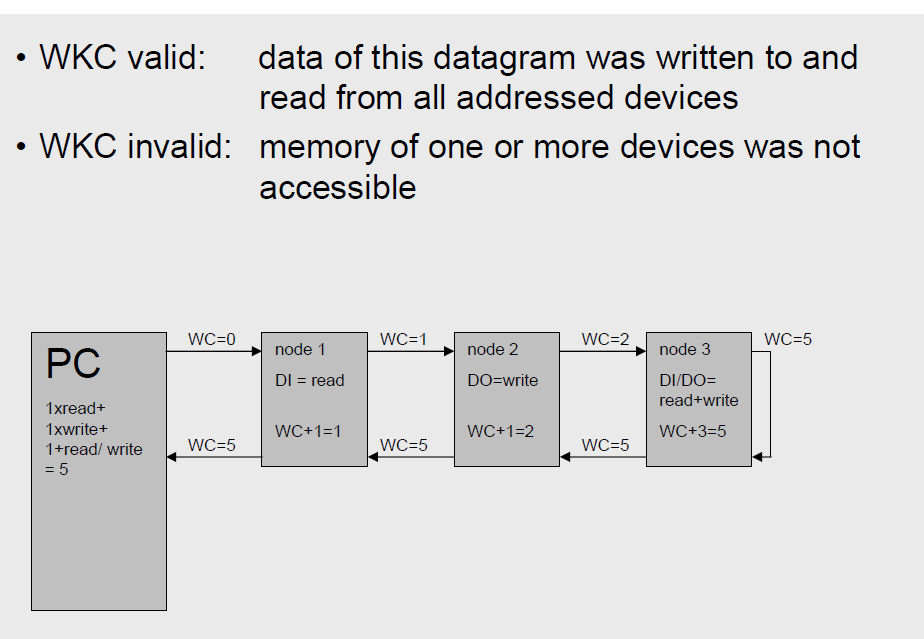 • WKC valid: data of this datagram was written to and
read from all addressed devices
• WKC invalid: memory of one or more devices was not
accessible
PC
1xread+
1xwrite+
1+read/ write
= 5
WC=0
WC=5
node 1
DI = read
WC+1=1
WC=1
WC=5
node 2
DO=write
WC+1=2
WC=2
WC=5
node 3
DI/DO=
read+write
WC+3=5
WC=5